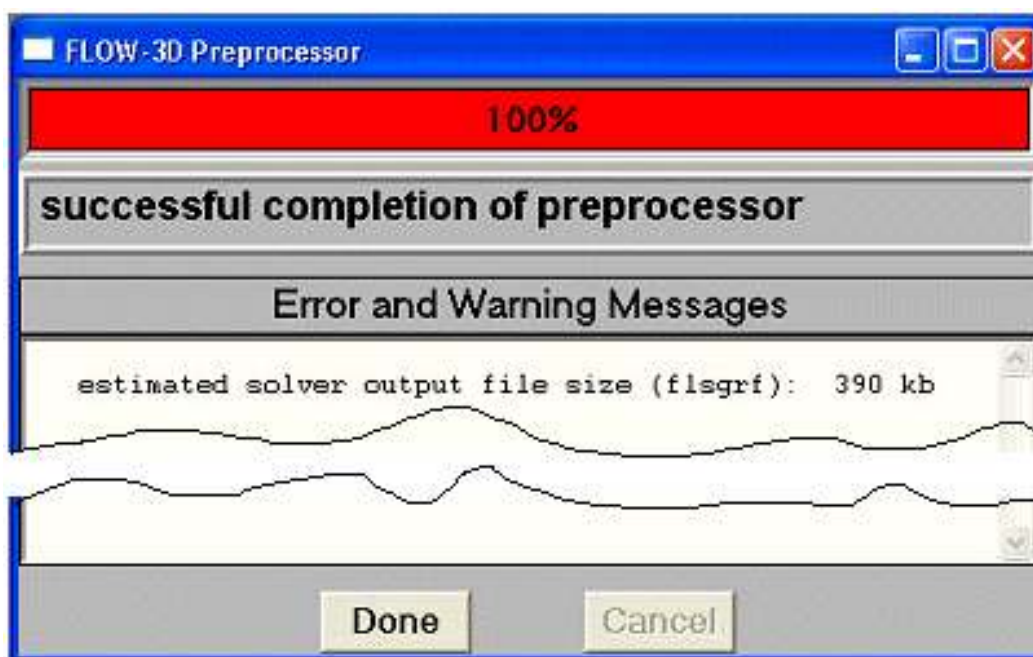 FLOW-3D Preprocessor
100%
successful completion of preprocessor
Error and Warning Messages
estimated solver output file size (flsgrf): 390 kb
Done
Cancel